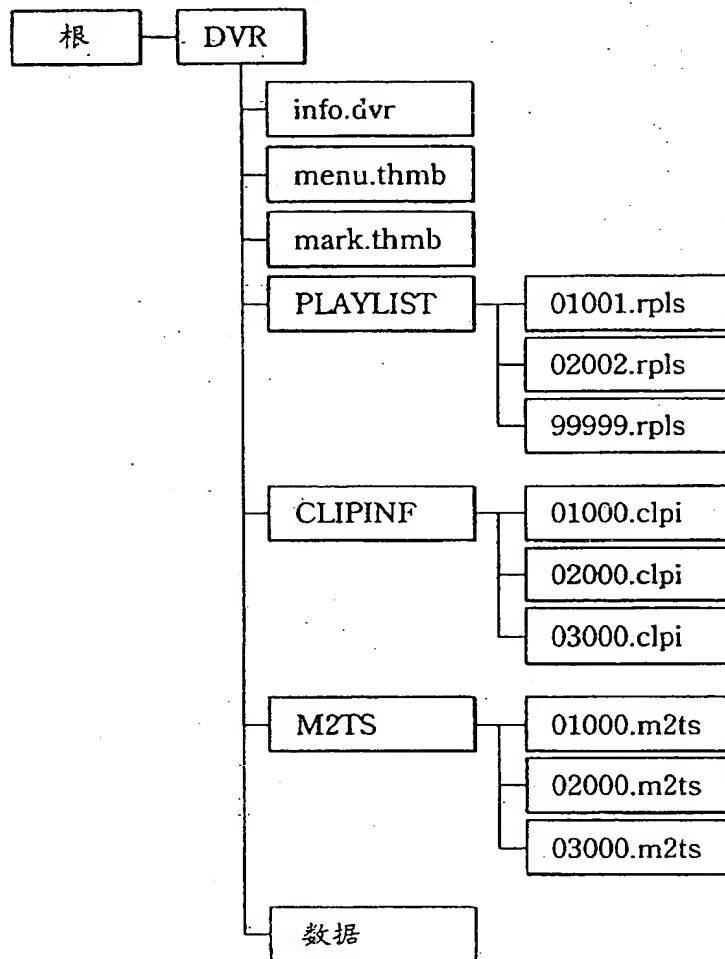 根
DVR
info.dvr
menu.thmb
mark.thmb
PLAYLIST
01001.rpls
02002.rpls
99999.rpls
CLIPINF
01000.clpi
02000.clpi
03000.clpi
M2TS
01000.m2ts
02000.m2ts
03000.m2ts
数据